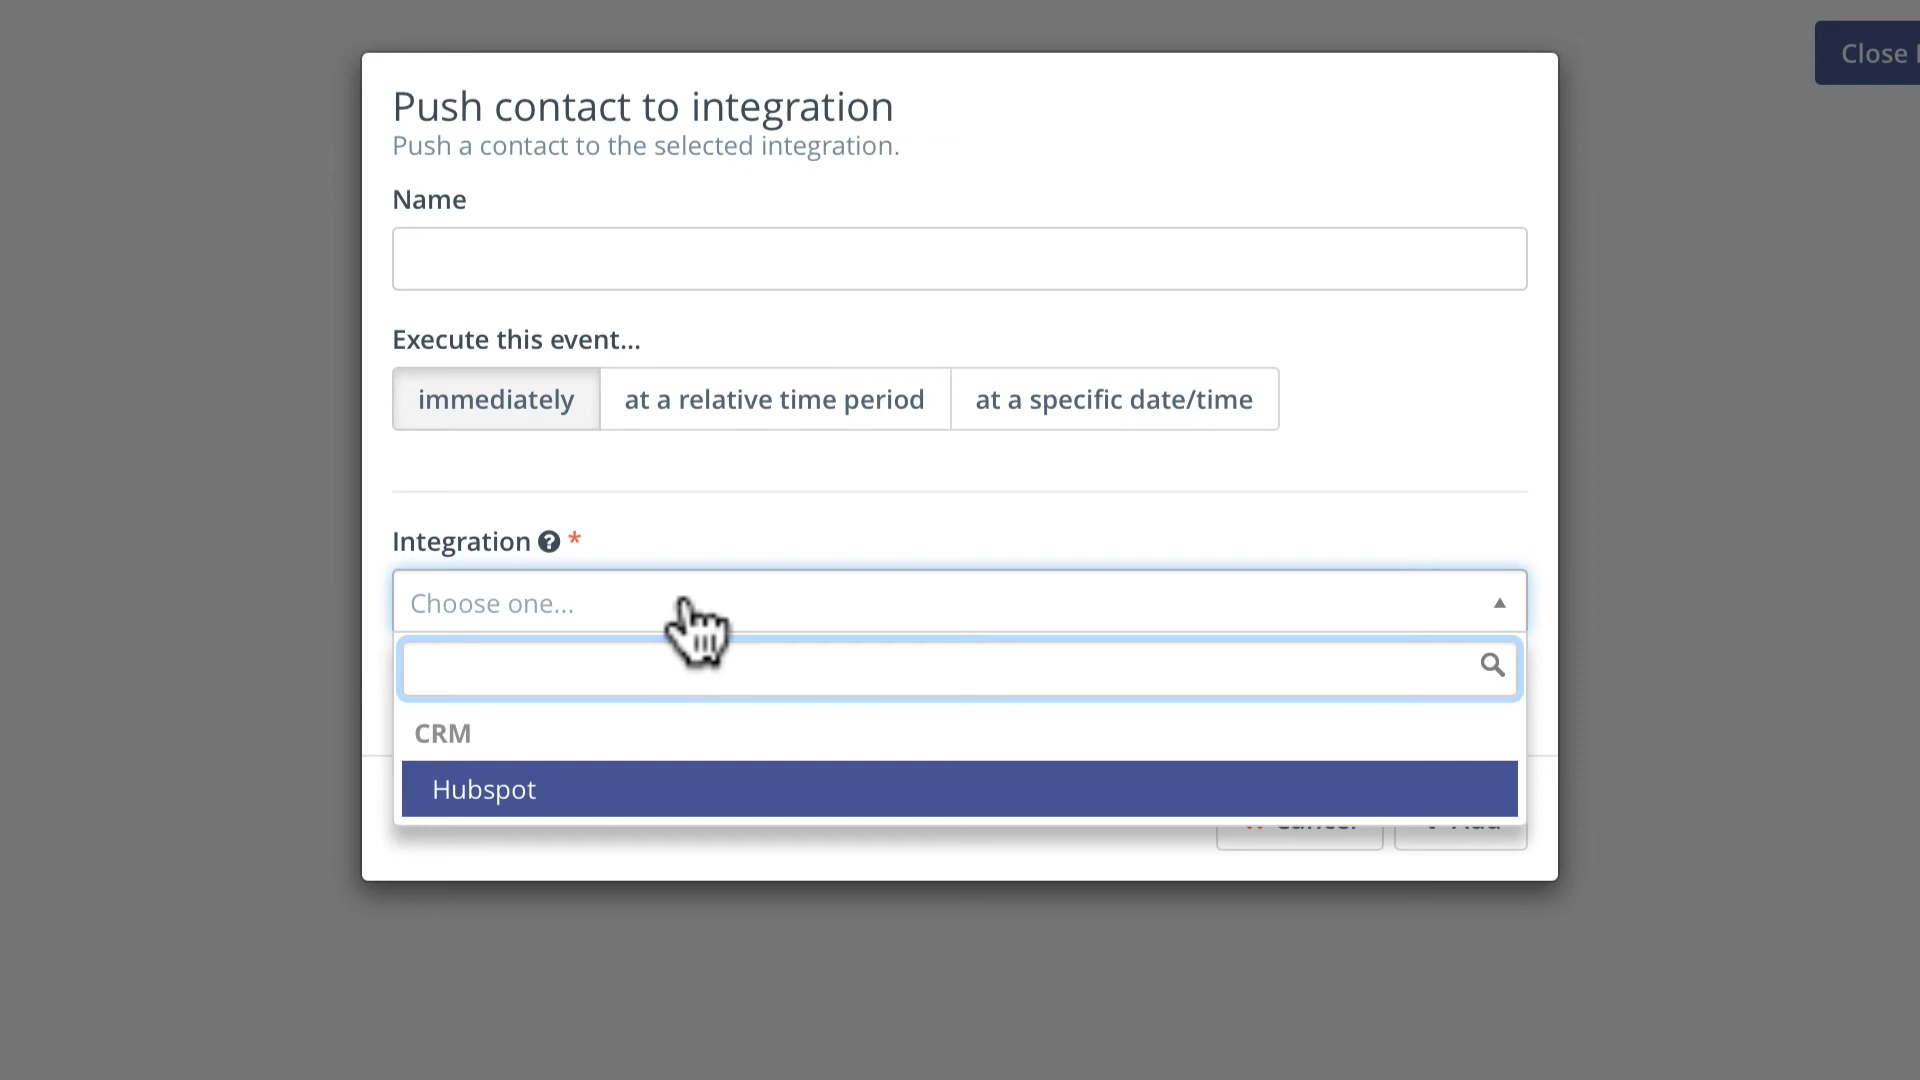 Close
Push contact to integration
Push a contact to the selected integration.
Name
Execute this event...
immediately
at a relative time period
at a specific date/time
Integration ? *
Choose one...
CRM
Hubspot